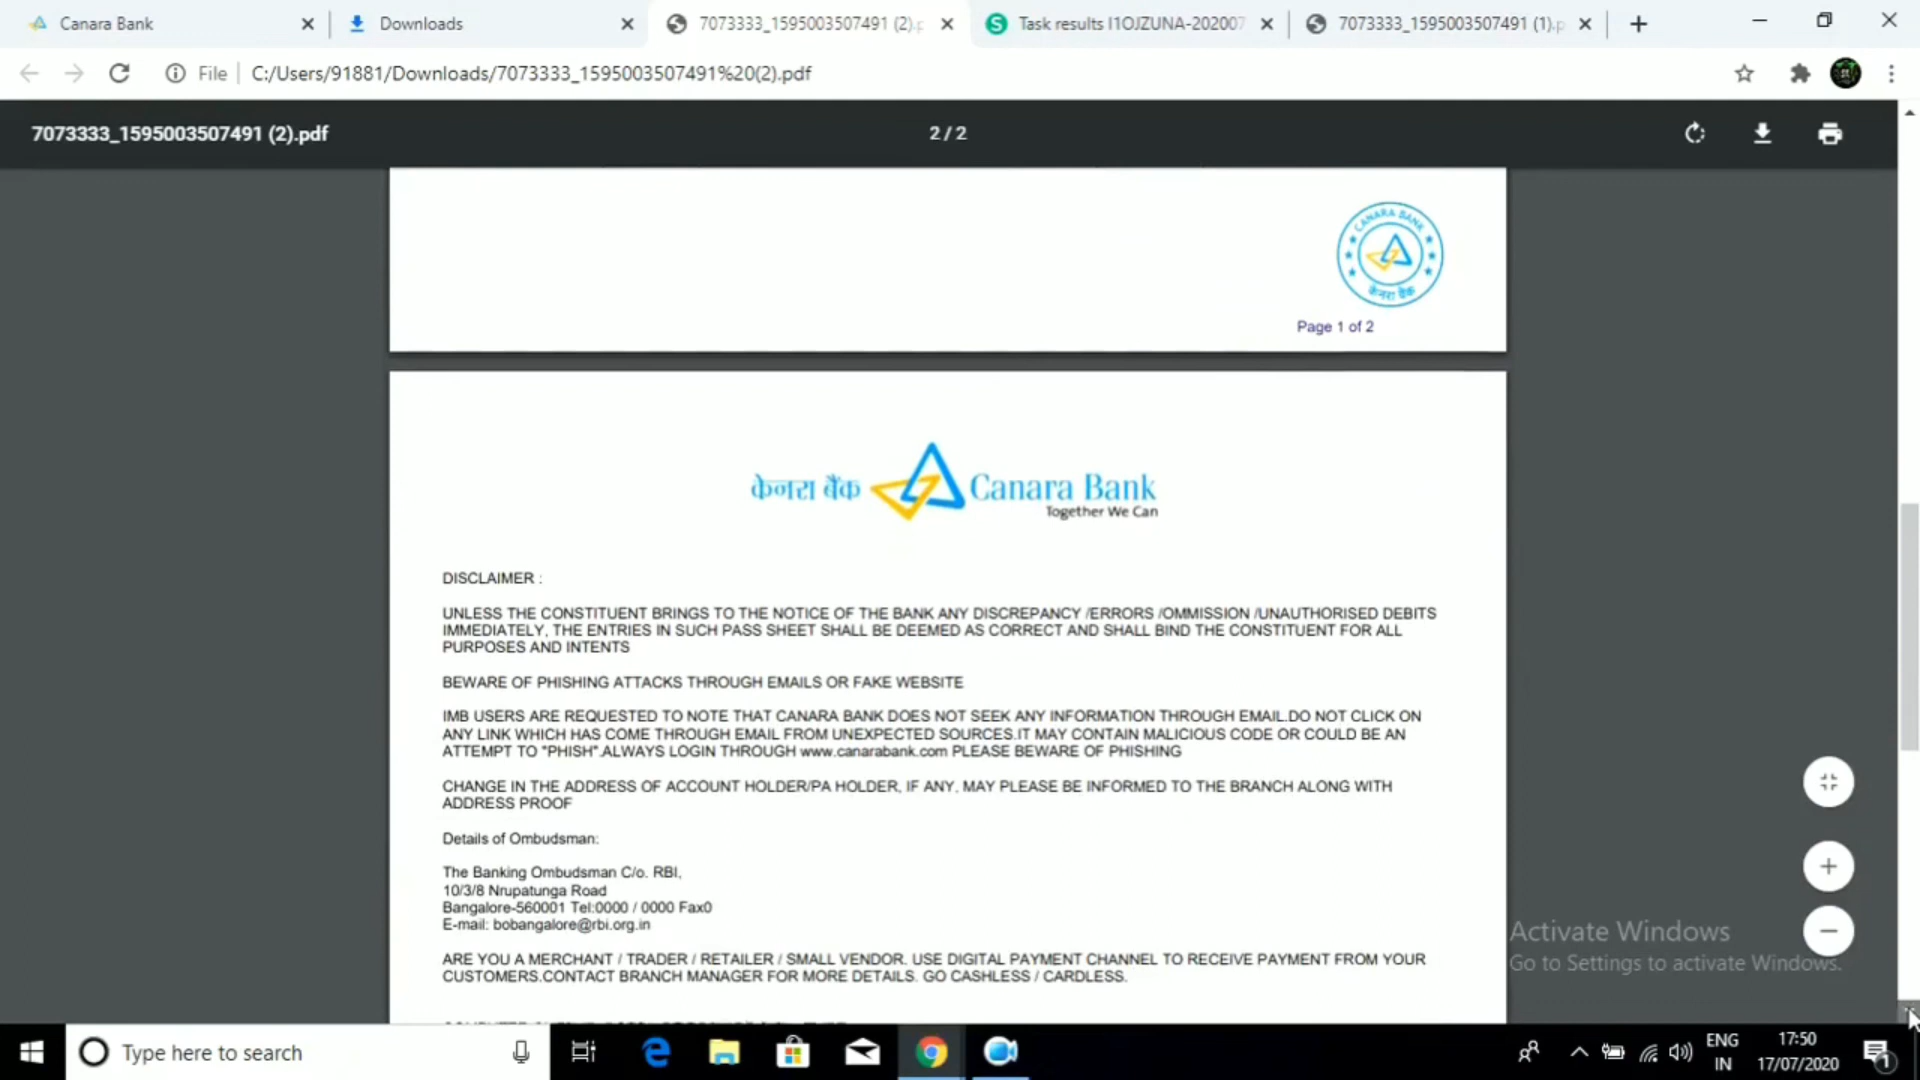 Canara Bank
Downloads
7073333_1595003507491 (2).p
Task results I1OJZUNA-202007
7073333_1595003507491 (1).p
File
C:/Users/91881/Downloads/7073333_1595003507491%20(2).pdf
7073333_1595003507491 (2).pdf
2 / 2
CANARA BANK
केनरा बैंक
Page 1 of 2
केनरा बैंक Canara Bank
Together We Can
DISCLAIMER :
UNLESS THE CONSTITUENT BRINGS TO THE NOTICE OF THE BANK ANY DISCREPANCY /ERRORS /OMMISSION /UNAUTHORISED DEBITS
IMMEDIATELY, THE ENTRIES IN SUCH PASS SHEET SHALL BE DEEMED AS CORRECT AND SHALL BIND THE CONSTITUENT FOR ALL
PURPOSES AND INTENTS
BEWARE OF PHISHING ATTACKS THROUGH EMAILS OR FAKE WEBSITE
IMB USERS ARE REQUESTED TO NOTE THAT CANARA BANK DOES NOT SEEK ANY INFORMATION THROUGH EMAIL.DO NOT CLICK ON
ANY LINK WHICH HAS COME THROUGH EMAIL FROM UNEXPECTED SOURCES.IT MAY CONTAIN MALICIOUS CODE OR COULD BE AN
ATTEMPT TO "PHISH".ALWAYS LOGIN THROUGH www.canarabank.com PLEASE BEWARE OF PHISHING
CHANGE IN THE ADDRESS OF ACCOUNT HOLDER/PA HOLDER, IF ANY, MAY PLEASE BE INFORMED TO THE BRANCH ALONG WITH
ADDRESS PROOF
Details of Ombudsman:
The Banking Ombudsman C/o. RBI,
10/3/8 Nrupatunga Road
Bangalore-560001 Tel:0000 / 0000 Fax0
E-mail: bobangalore@rbi.org.in
ARE YOU A MERCHANT / TRADER / RETAILER / SMALL VENDOR. USE DIGITAL PAYMENT CHANNEL TO RECEIVE PAYMENT FROM YOUR
CUSTOMERS.CONTACT BRANCH MANAGER FOR MORE DETAILS. GO CASHLESS / CARDLESS.
Activate Windows
Go to Settings to activate Windows.
Type here to search
ENG
IN
17:50
17/07/2020
1